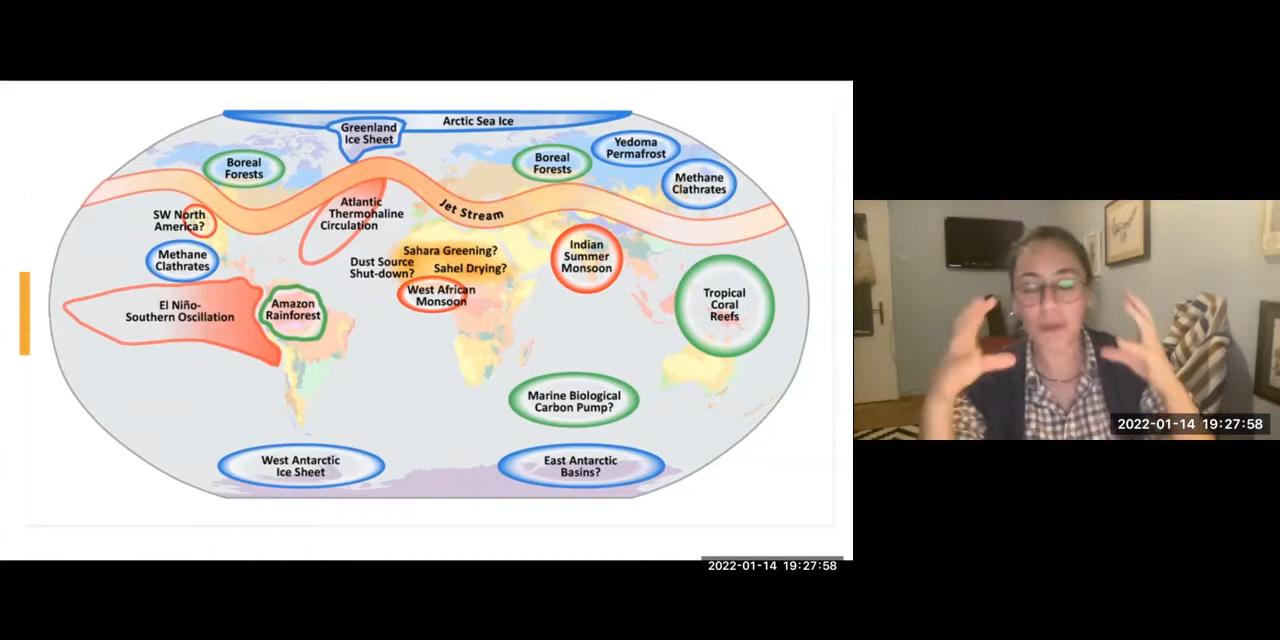 Arctic Sea Ice
Greenland
Ice Sheet
Yedoma
Permafrost
Boreal
Forests
Boreal
Forests
Methane
Clathrates
Atlantic
Thermohaline
Circulation
Jet Stream
SW North
America?
Methane
Clathrates
Sahara Greening?
Dust Source
Shut-down?
Sahel Drying?
Indian
Summer
Monsoon
West African
Monsoon
El Niño-
Southern Oscillation
Amazon
Rainforest
Tropical
Coral
Reefs
Marine Biological
Carbon Pump?
West Antarctic
Ice Sheet
East Antarctic
Basins?
2022-01-14 19:27:58
2022-01-14 19:27:58